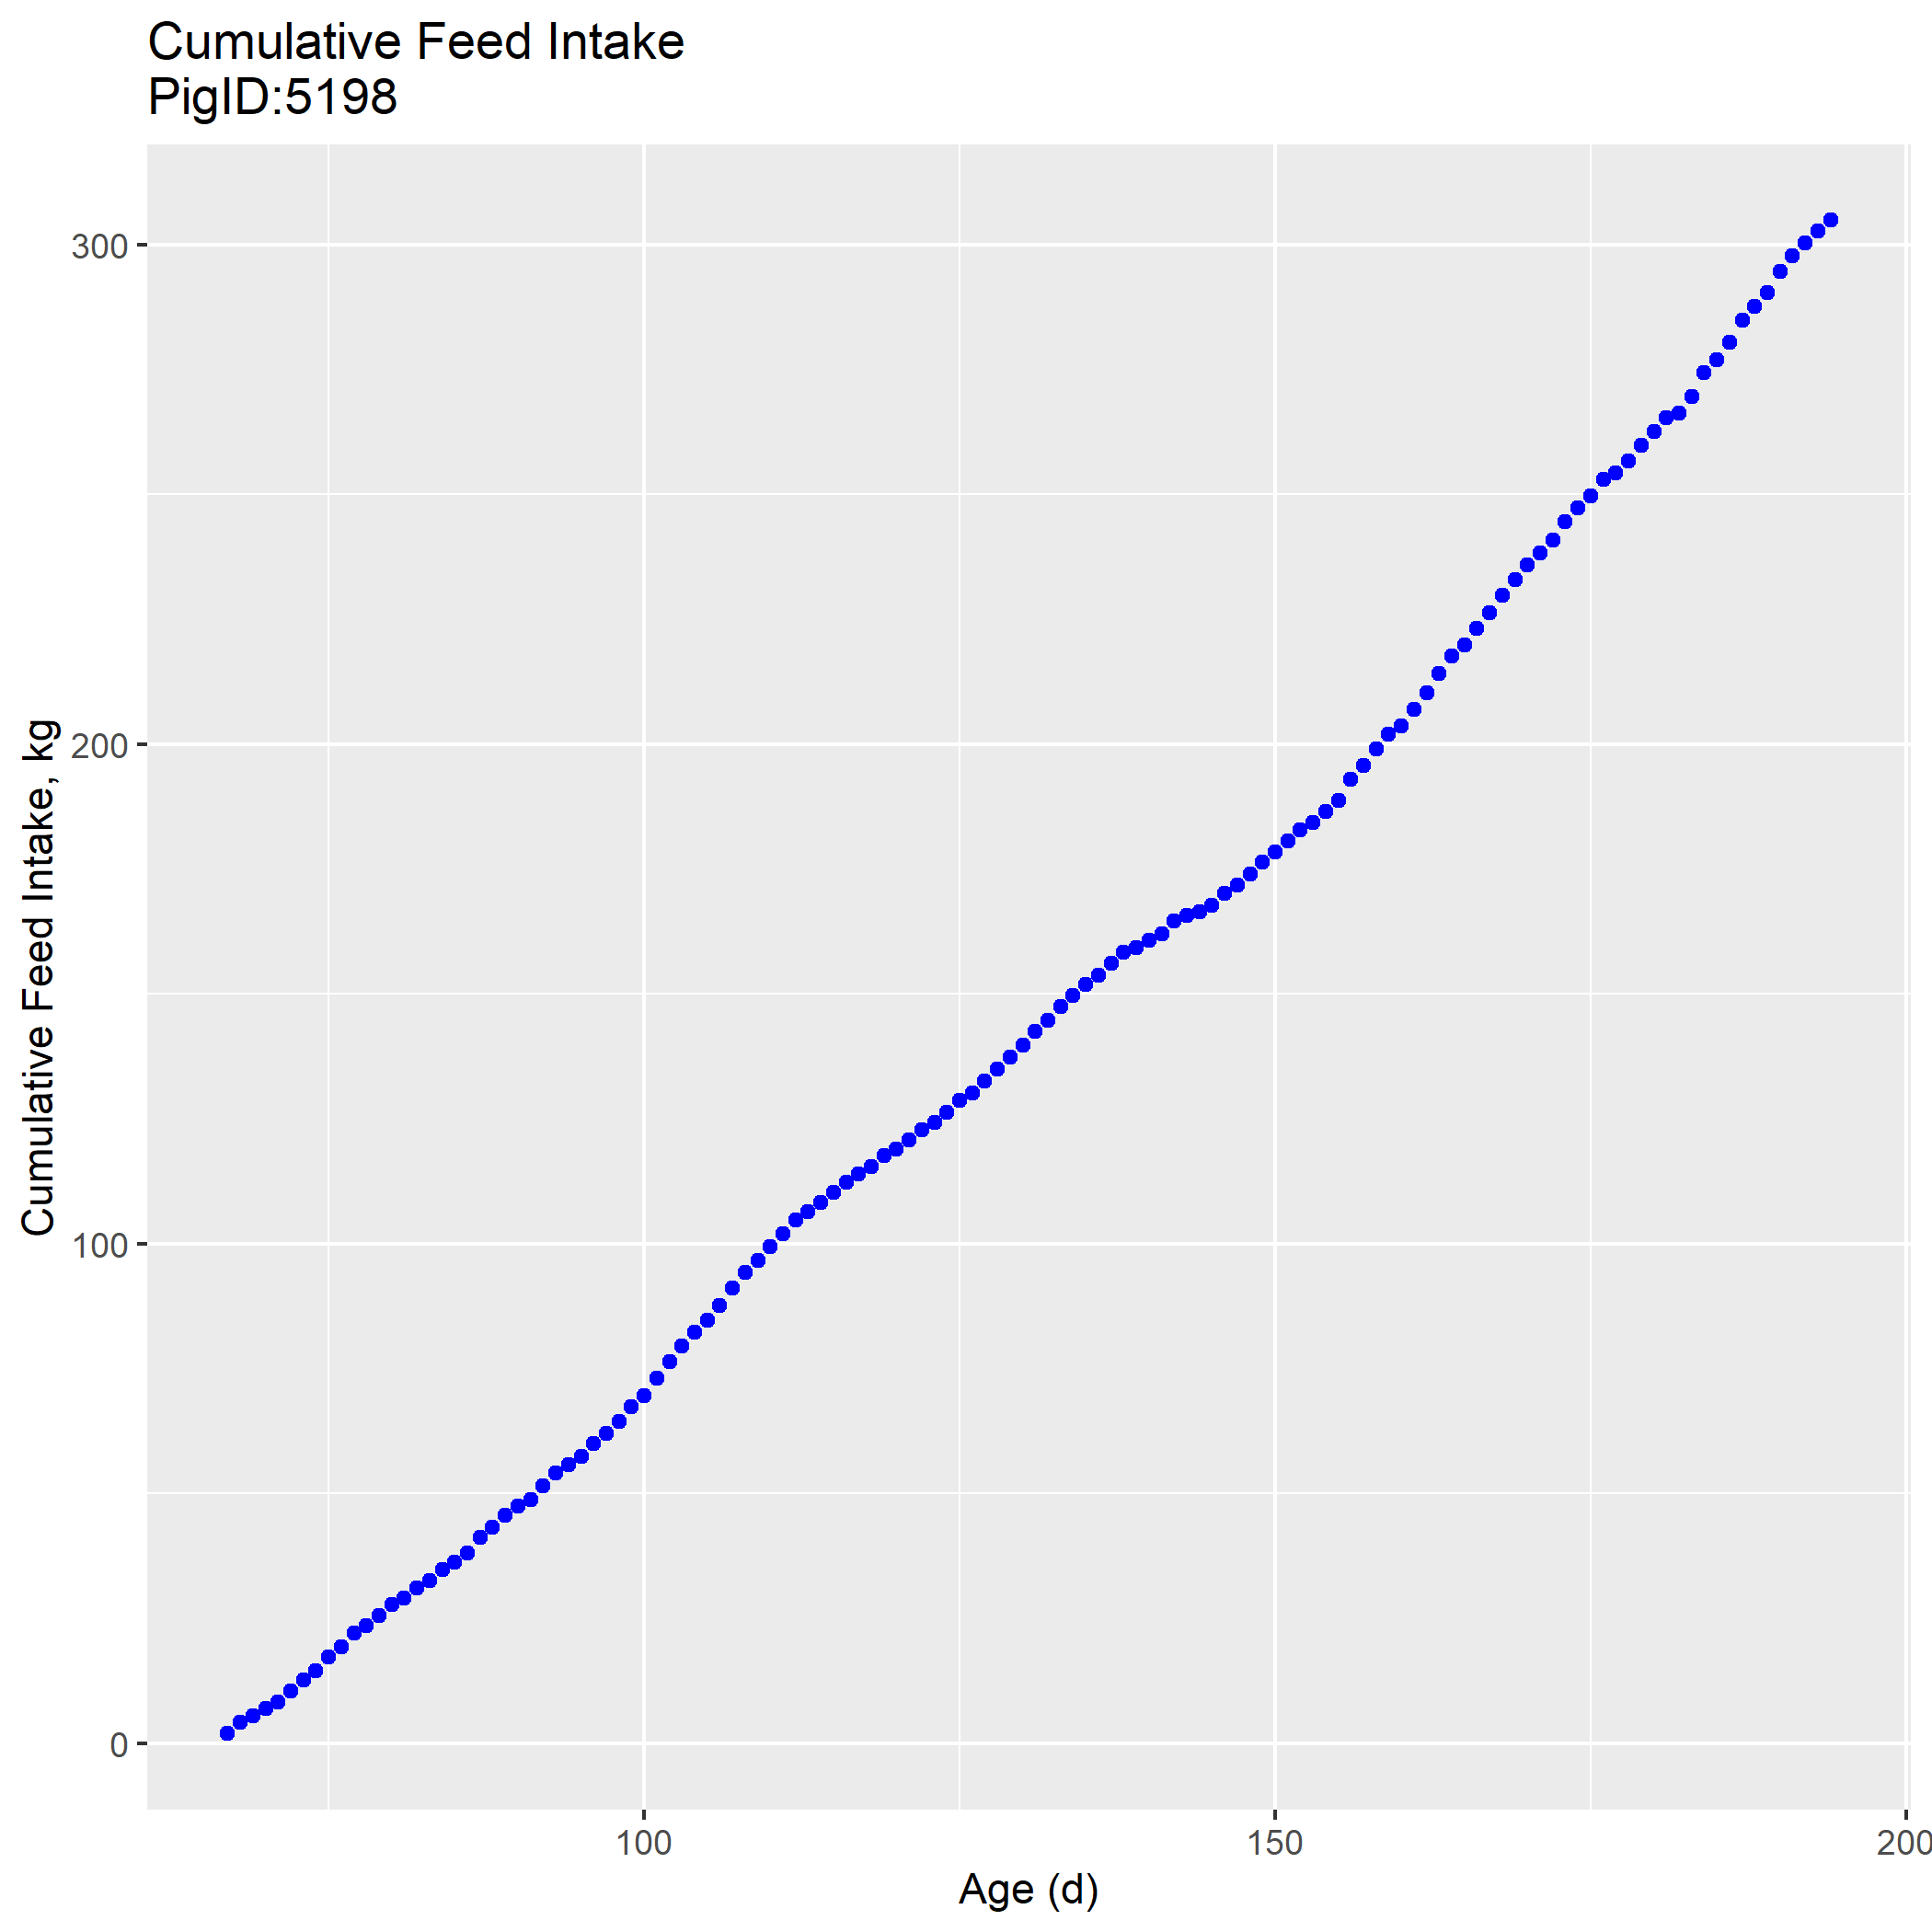 Cumulative Feed Intake
PigID:5198
Cumulative Feed Intake, kg
300
200
100
0
100
150
200
Age (d)